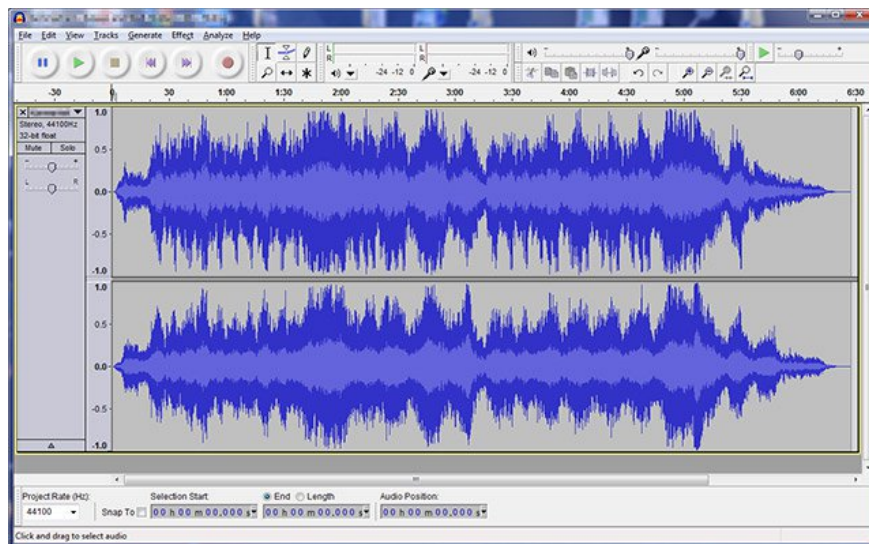 File Edit View Tracks Generate Effect Analyze Help
L
R
L
R
-24 -12 0
-24 -12 0
-30 0 30 1:00 1:30 2:00 2:30 3:00 3:30 4:00 4:30 5:00 5:30 6:00 6:30
Stereo, 44100Hz
32-bit float
Mute Solo
- +
L R
1.0
0.5
0.0
-0.5
-1.0
1.0
0.5
0.0
-0.5
-1.0
Project Rate (Hz): Selection Start: End Length Audio Position:
44100 Snap To 00 h 00 m 00.000 s 00 h 00 m 00.000 s 00 h 00 m 00.000 s
Click and drag to select audio